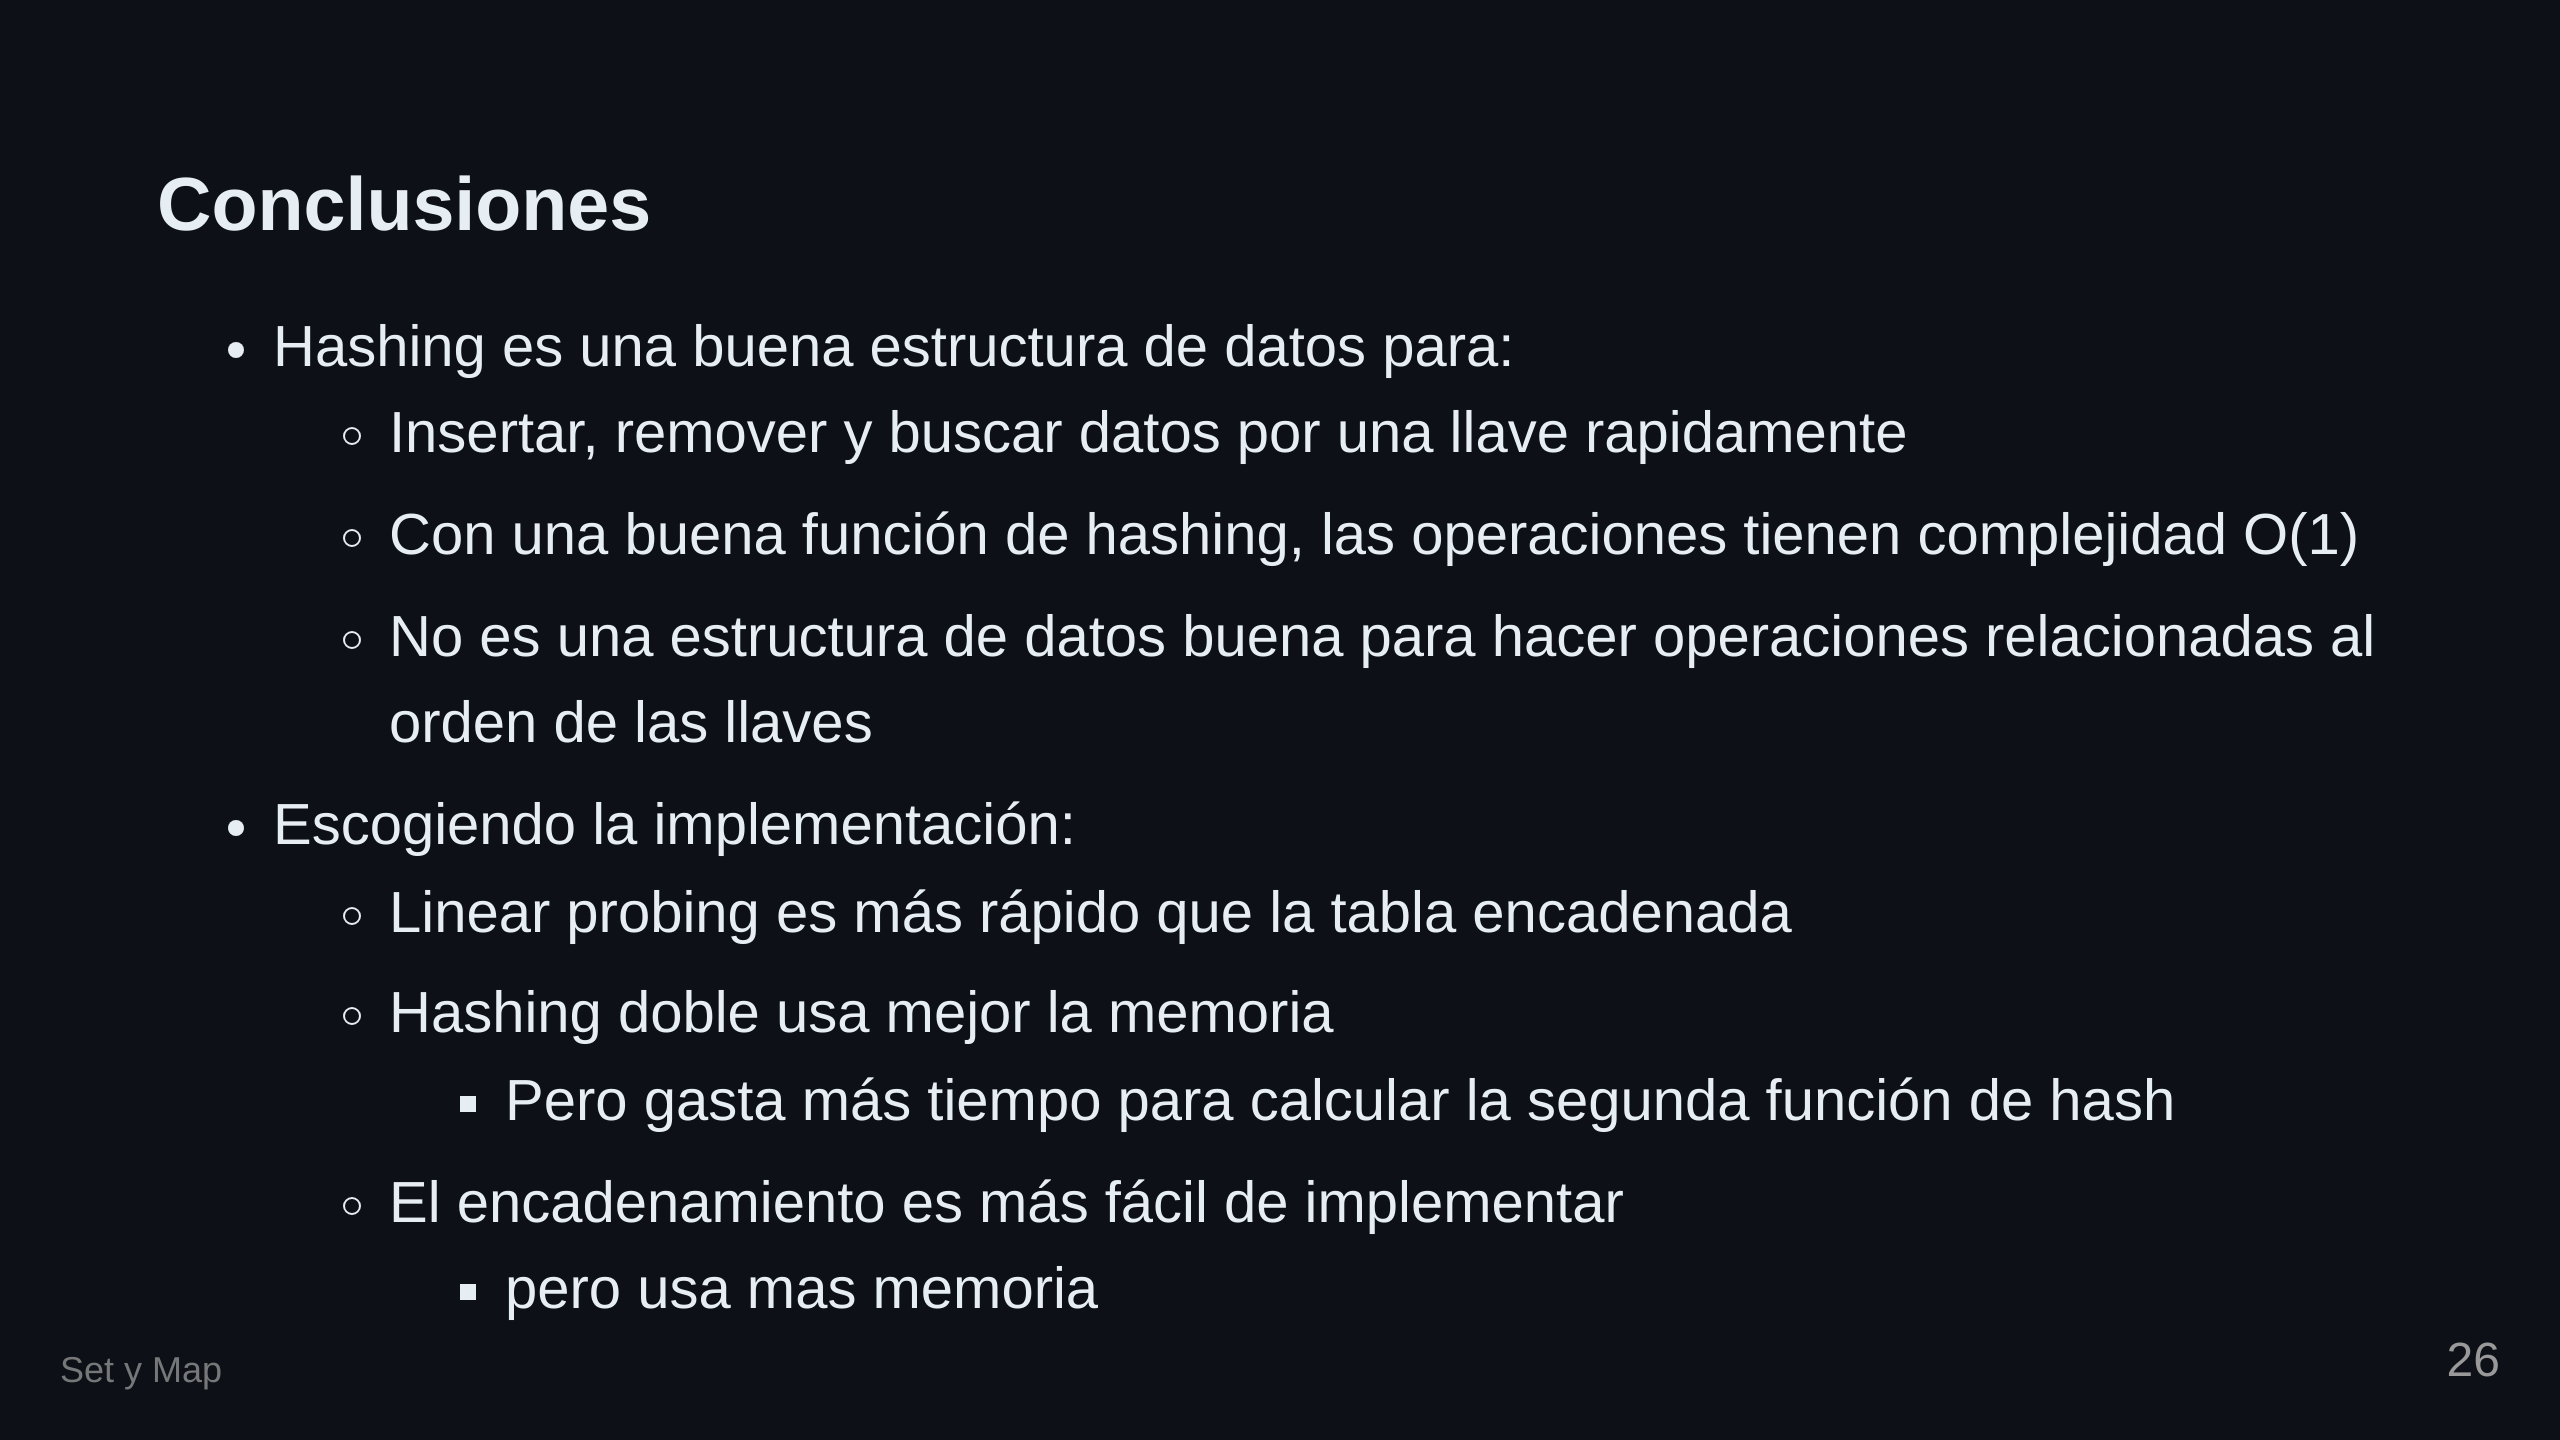 Conclusiones
Hashing es una buena estructura de datos para:
Insertar, remover y buscar datos por una llave rapidamente
Con una buena función de hashing, las operaciones tienen complejidad O(1)
No es una estructura de datos buena para hacer operaciones relacionadas al
orden de las llaves
Escogiendo la implementación:
Linear probing es más rápido que la tabla encadenada
Hashing doble usa mejor la memoria
Pero gasta más tiempo para calcular la segunda función de hash
El encadenamiento es más fácil de implementar
pero usa mas memoria
Set y Map
26